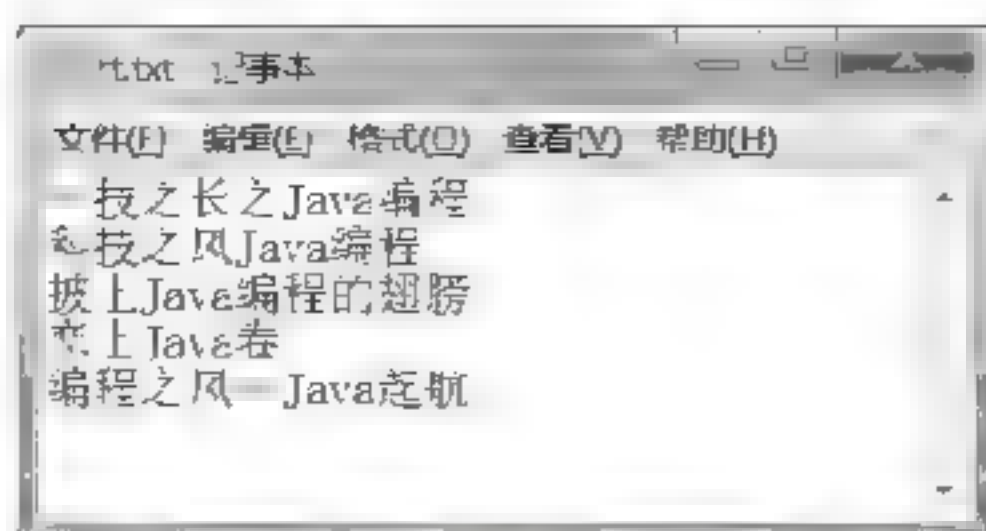 t.txt 记事本
文件(F) 编辑(E) 格式(O) 查看(V) 帮助(H)
一技之长之Java编程
科技之风Java编程
披上Java编程的翅膀
上Java卷
编程之风一Java起航